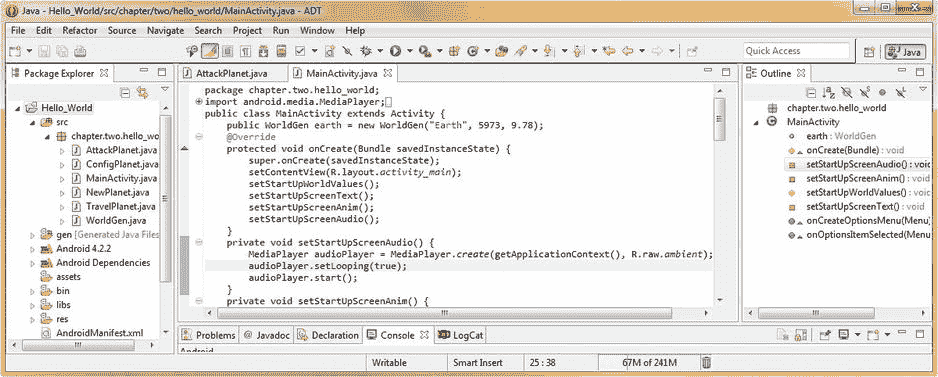 Java - Hello_World/src/chapter/two/hello_world/MainActivity.java - ADT
File Edit Refactor Source Navigate Search Project Run Window Help
Quick Access
Java
Package Explorer
Hello_World
src
chapter.two.hello_wo
AttackPlanet.java
ConfigPlanet.java
MainActivity.java
NewPlanet.java
TravelPlanet.java
WorldGen.java
gen [Generated Java Files
Android 4.2.2
Android Dependencies
assets
bin
libs
res
AndroidManifest.xml
AttackPlanet.java
MainActivity.java
package chapter.two.hello_world;
import android.media.MediaPlayer;
public class MainActivity extends Activity {
public WorldGen earth = new WorldGen("Earth", 5973, 9.78);
@Override
protected void onCreate(Bundle savedInstanceState) {
super.onCreate(savedInstanceState);
setContentView(R.layout.activity_main);
setStartUpWorldValues();
setStartUpScreenText();
setStartUpScreenAnim();
setStartUpScreenAudio();
}
private void setStartUpScreenAudio() {
MediaPlayer audioPlayer = MediaPlayer.create(getApplicationContext(), R.raw.ambient);
audioPlayer.setLooping(true);
audioPlayer.start();
}
private void setStartUpScreenAnim() {
Outline
chapter.two.hello_world
MainActivity
earth : WorldGen
onCreate(Bundle) : void
setStartUpScreenAudio() : void
setStartUpScreenAnim() : void
setStartUpWorldValues() : void
setStartUpScreenText() : void
onCreateOptionsMenu(Menu)
onOptionsItemSelected(Menu
Problems @ Javadoc Declaration Console LogCat
Android
Writable Smart Insert 25 : 38 67M of 241M